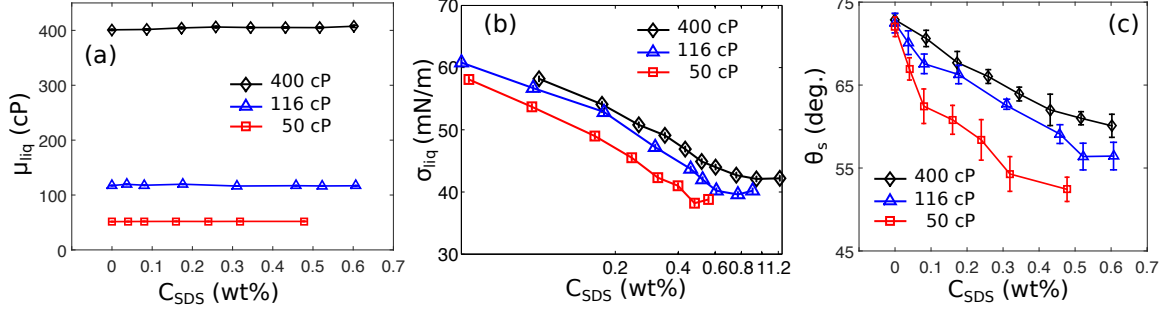 (a)
400 cP
116 cP
50 cP
μliq (cP)
400
300
200
100
0
0 0.1 0.2 0.3 0.4 0.5 0.6 0.7
CSDS (wt%)
(b)
400 cP
116 cP
50 cP
σliq (mN/m)
70
60
50
40
30
0.2 0.4 0.6 0.8 1 1.2
CSDS (wt%)
(c)
400 cP
116 cP
50 cP
θs (deg.)
75
65
55
45
0 0.1 0.2 0.3 0.4 0.5 0.6 0.7
CSDS (wt%)